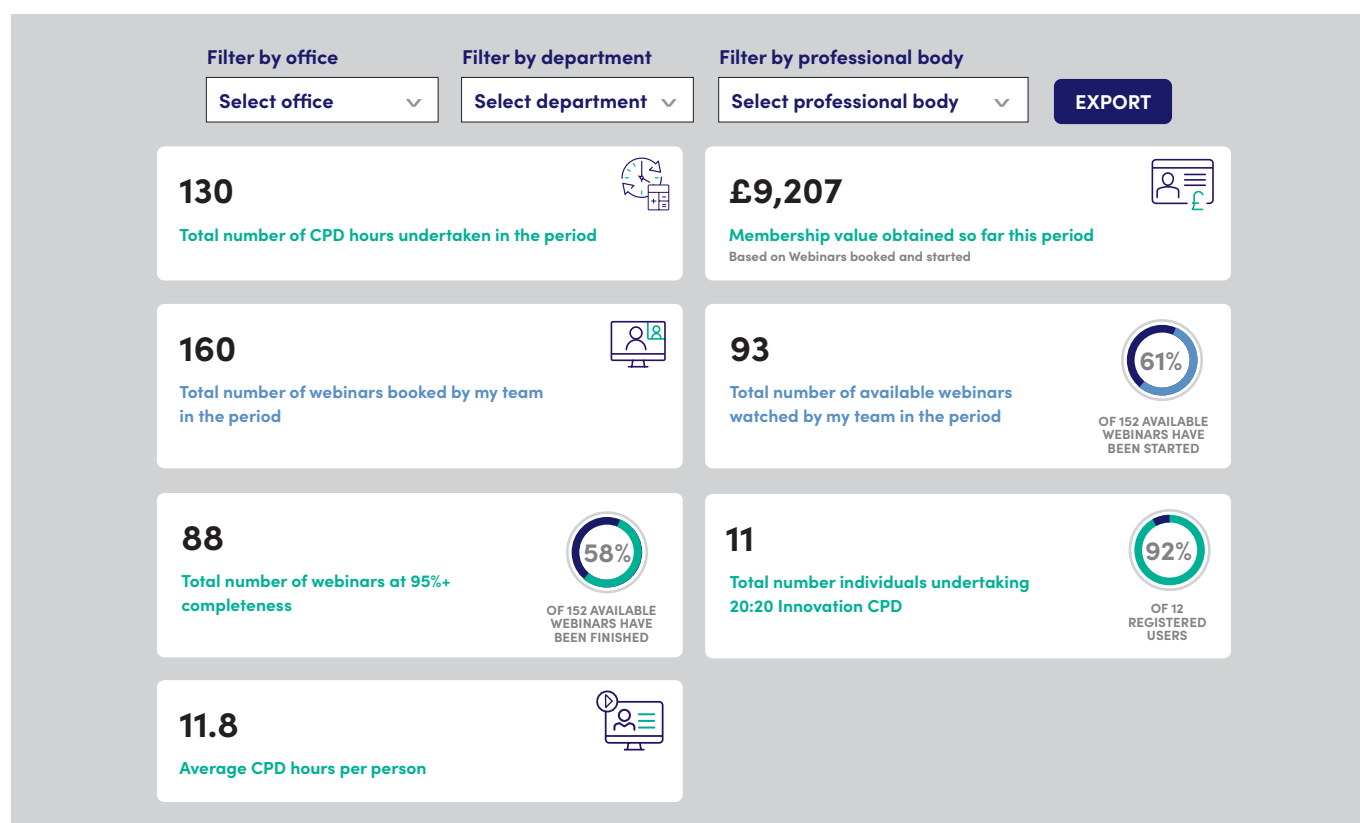 Filter by office
Filter by department
Filter by professional body
Select office
Select department
Select professional body
EXPORT
130
Total number of CPD hours undertaken in the period
£9,207
Membership value obtained so far this period
Based on Webinars booked and started
£
160
Total number of webinars booked by my team
in the period
93
Total number of available webinars
watched by my team in the period
61%
OF 152 AVAILABLE
WEBINARS HAVE
BEEN STARTED
88
Total number of webinars at 95%+
completeness
58%
OF 152 AVAILABLE
WEBINARS HAVE
BEEN FINISHED
11
Total number individuals undertaking
20:20 Innovation CPD
92%
OF 12
REGISTERED
USERS
11.8
Average CPD hours per person